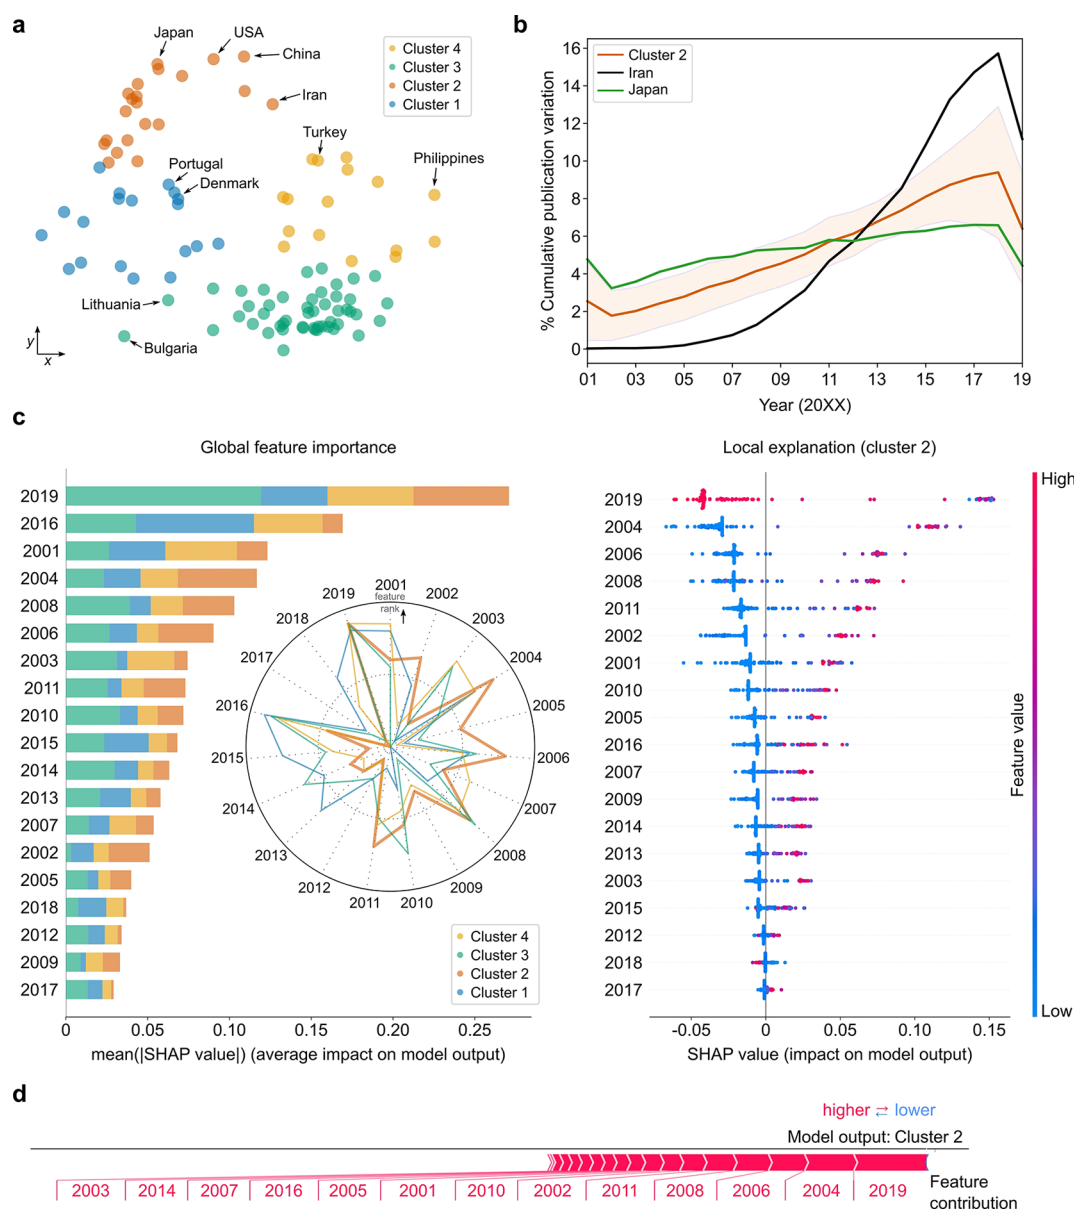 a
Japan
USA
China
Iran
Turkey
Philippines
Portugal
Denmark
Lithuania
Bulgaria
y
x
Cluster 4
Cluster 3
Cluster 2
Cluster 1
b
% Cumulative publication variation
16
14
12
10
8
6
4
2
0
Cluster 2
Iran
Japan
01 03 05 07 09 11 13 15 17 19
Year (20XX)
c
Global feature importance
2019
2016
2001
2004
2008
2006
2003
2011
2010
2015
2014
2013
2007
2002
2005
2018
2012
2009
2017
0 0.05 0.10 0.15 0.20 0.25
mean(|SHAP value|) (average impact on model output)
2001
feature
rank
2002
2003
2004
2005
2006
2007
2008
2009
2010
2011
2012
2013
2014
2015
2016
2017
2018
2019
Cluster 4
Cluster 3
Cluster 2
Cluster 1
Local explanation (cluster 2)
2019
2004
2006
2008
2011
2002
2001
2010
2005
2016
2007
2009
2014
2013
2003
2015
2012
2018
2017
-0.05 0 0.05 0.10 0.15
SHAP value (impact on model output)
High
Feature value
Low
d
higher ⇄ lower
Model output: Cluster 2
2003 2014 2007 2016 2005 2001 2010 2002 2011 2008 2006 2004 2019
Feature
contribution